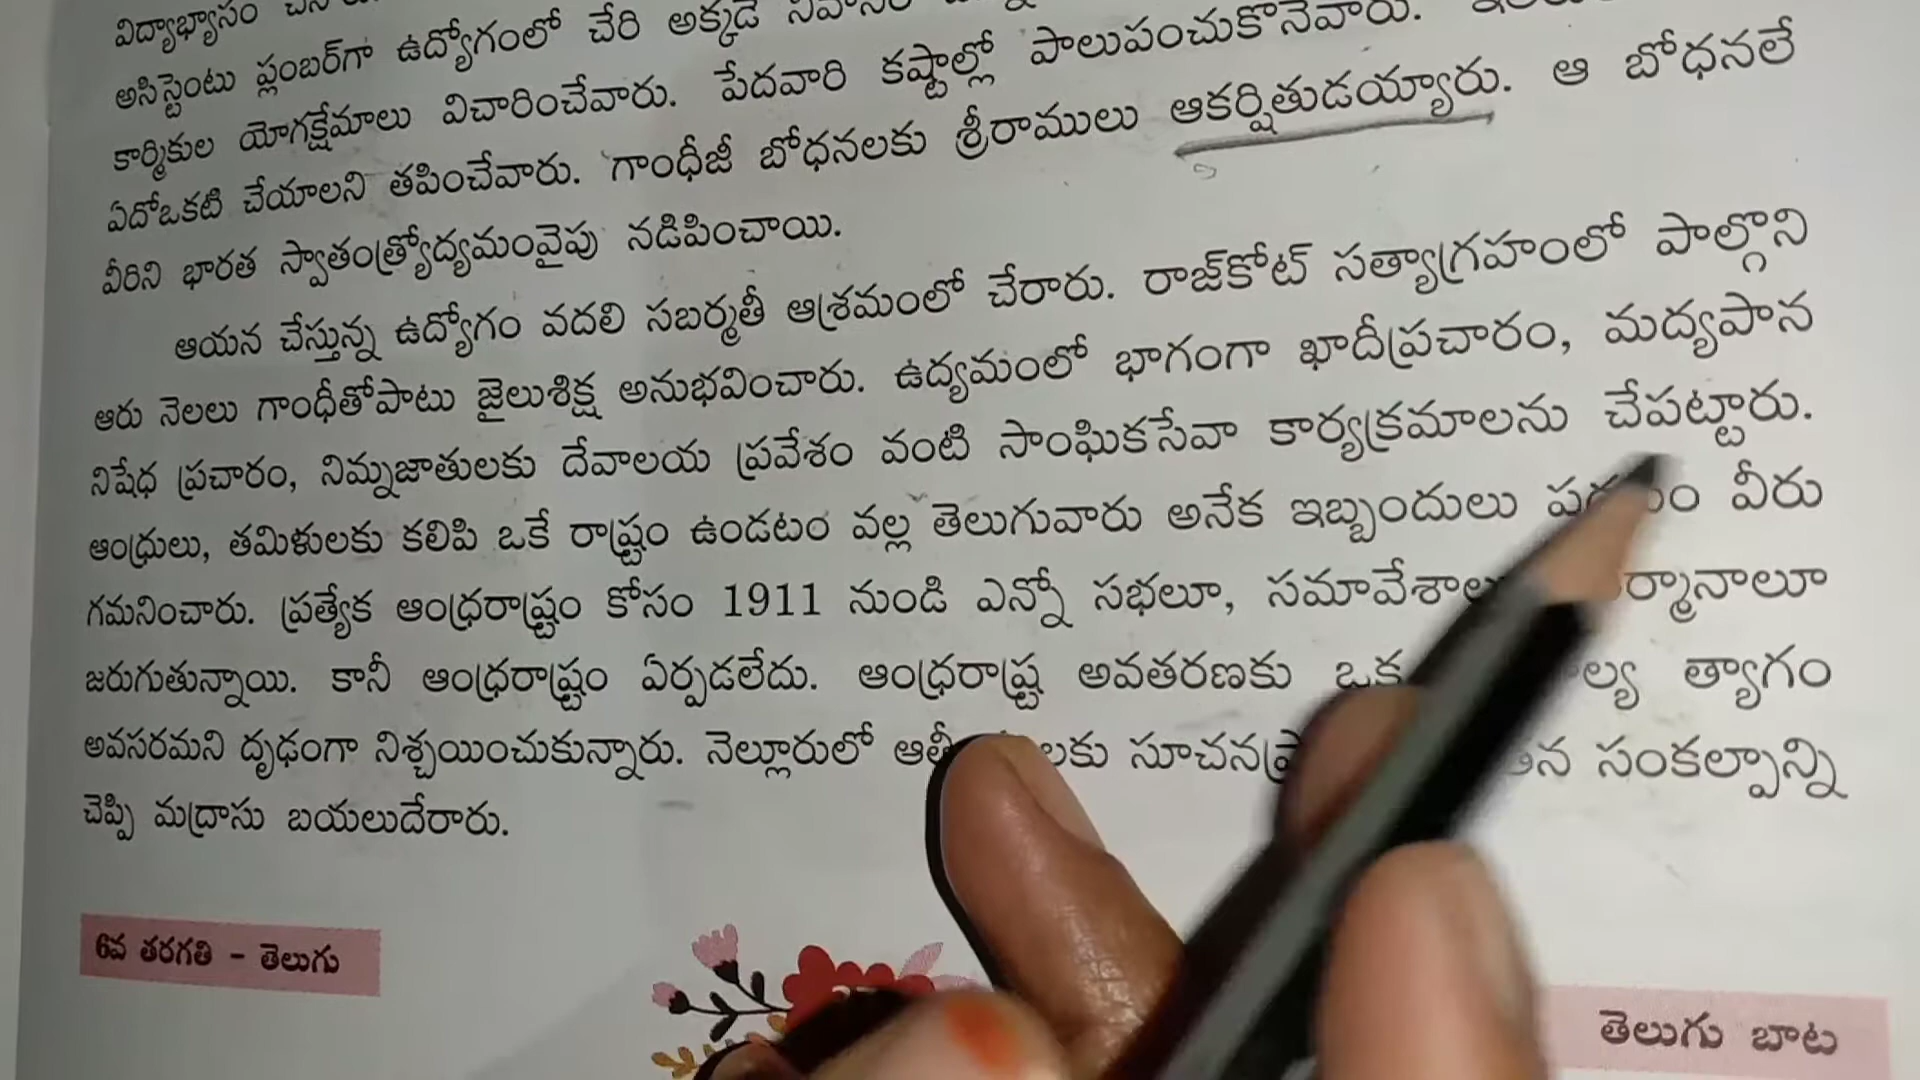 విద్యాభ్యాసం
అసిస్టెంటు ప్లంబర్‌గా ఉద్యోగంలో చేరి అక్కడే
కార్మికుల యోగక్షేమాలు విచారించేవారు. పేదవారి కష్టాల్లో పాలుపంచుకొనేవారు.
ఏదోఒకటి చేయాలని తపించేవారు. గాంధీజీ బోధనలకు శ్రీరాములు ఆకర్షితుడయ్యారు. ఆ బోధనలే
వీరిని భారత స్వాతంత్ర్యోద్యమంవైపు నడిపించాయి.
ఆయన చేస్తున్న ఉద్యోగం వదలి సబర్మతీ ఆశ్రమంలో చేరారు. రాజ్‌కోట్ సత్యాగ్రహంలో పాల్గొని
ఆరు నెలలు గాంధీతోపాటు జైలుశిక్ష అనుభవించారు. ఉద్యమంలో భాగంగా ఖాదీప్రచారం, మద్యపాన
నిషేధ ప్రచారం, నిమ్నజాతులకు దేవాలయ ప్రవేశం వంటి సాంఘికసేవా కార్యక్రమాలను చేపట్టారు.
ఆంధ్రులు, తమిళులకు కలిపి ఒకే రాష్ట్రం ఉండటం వల్ల తెలుగువారు అనేక ఇబ్బందులు వీరు
గమనించారు. ప్రత్యేక ఆంధ్రరాష్ట్రం కోసం 1911 నుండి ఎన్నో సభలూ,
జరుగుతున్నాయి. కానీ ఆంధ్రరాష్ట్రం ఏర్పడలేదు. ఆంధ్రరాష్ట్ర అవతరణకు ఒక త్యాగం
అవసరమని దృఢంగా నిశ్చయించుకున్నారు. నెల్లూరులో సంకల్పాన్ని
చెప్పి మద్రాసు బయలుదేరారు.
6వ తరగతి – తెలుగు
తెలుగు బాట